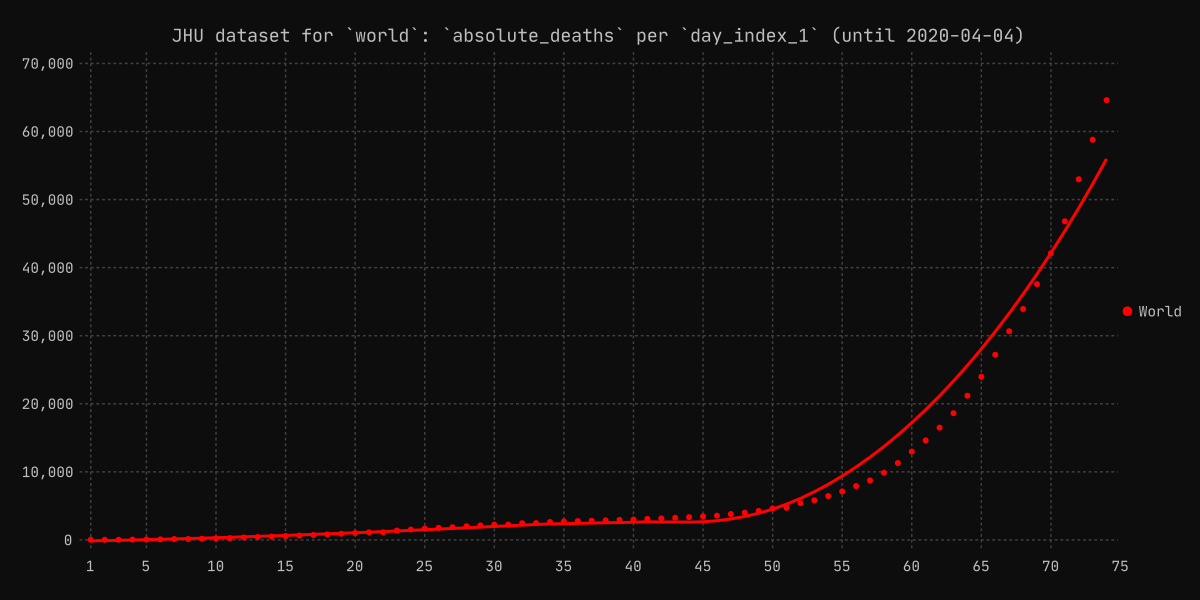 JHU dataset for `world`: `absolute_deaths` per `day_index_1` (until 2020-04-04)
70,000
60,000
50,000
40,000
30,000
20,000
10,000
0
World
1 5 10 15 20 25 30 35 40 45 50 55 60 65 70 75